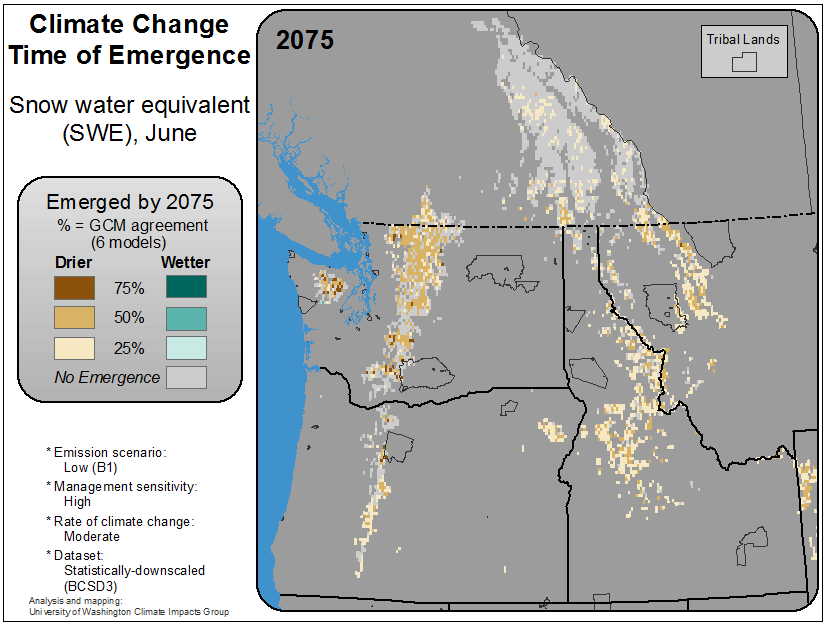 Climate Change
Time of Emergence
Snow water equivalent
(SWE), June
Emerged by 2075
% = GCM agreement
(6 models)
Drier Wetter
75%
50%
25%
No Emergence
* Emission scenario:
Low (B1)
* Management sensitivity:
High
* Rate of climate change:
Moderate
* Dataset:
Statistically-downscaled
(BCSD3)
Analysis and mapping:
University of Washington Climate Impacts Group
2075
Tribal Lands